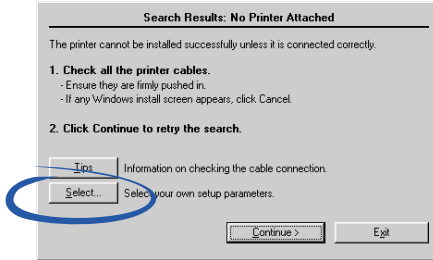 Search Results: No Printer Attached
The printer cannot be installed successfully unless it is connected correctly.
1. Check all the printer cables.
- Ensure they are firmly pushed in.
- If any Windows install screen appears, click Cancel.
2. Click Continue to retry the search.
Tips Information on checking the cable connection.
Select... Select your own setup parameters.
Continue > Exit